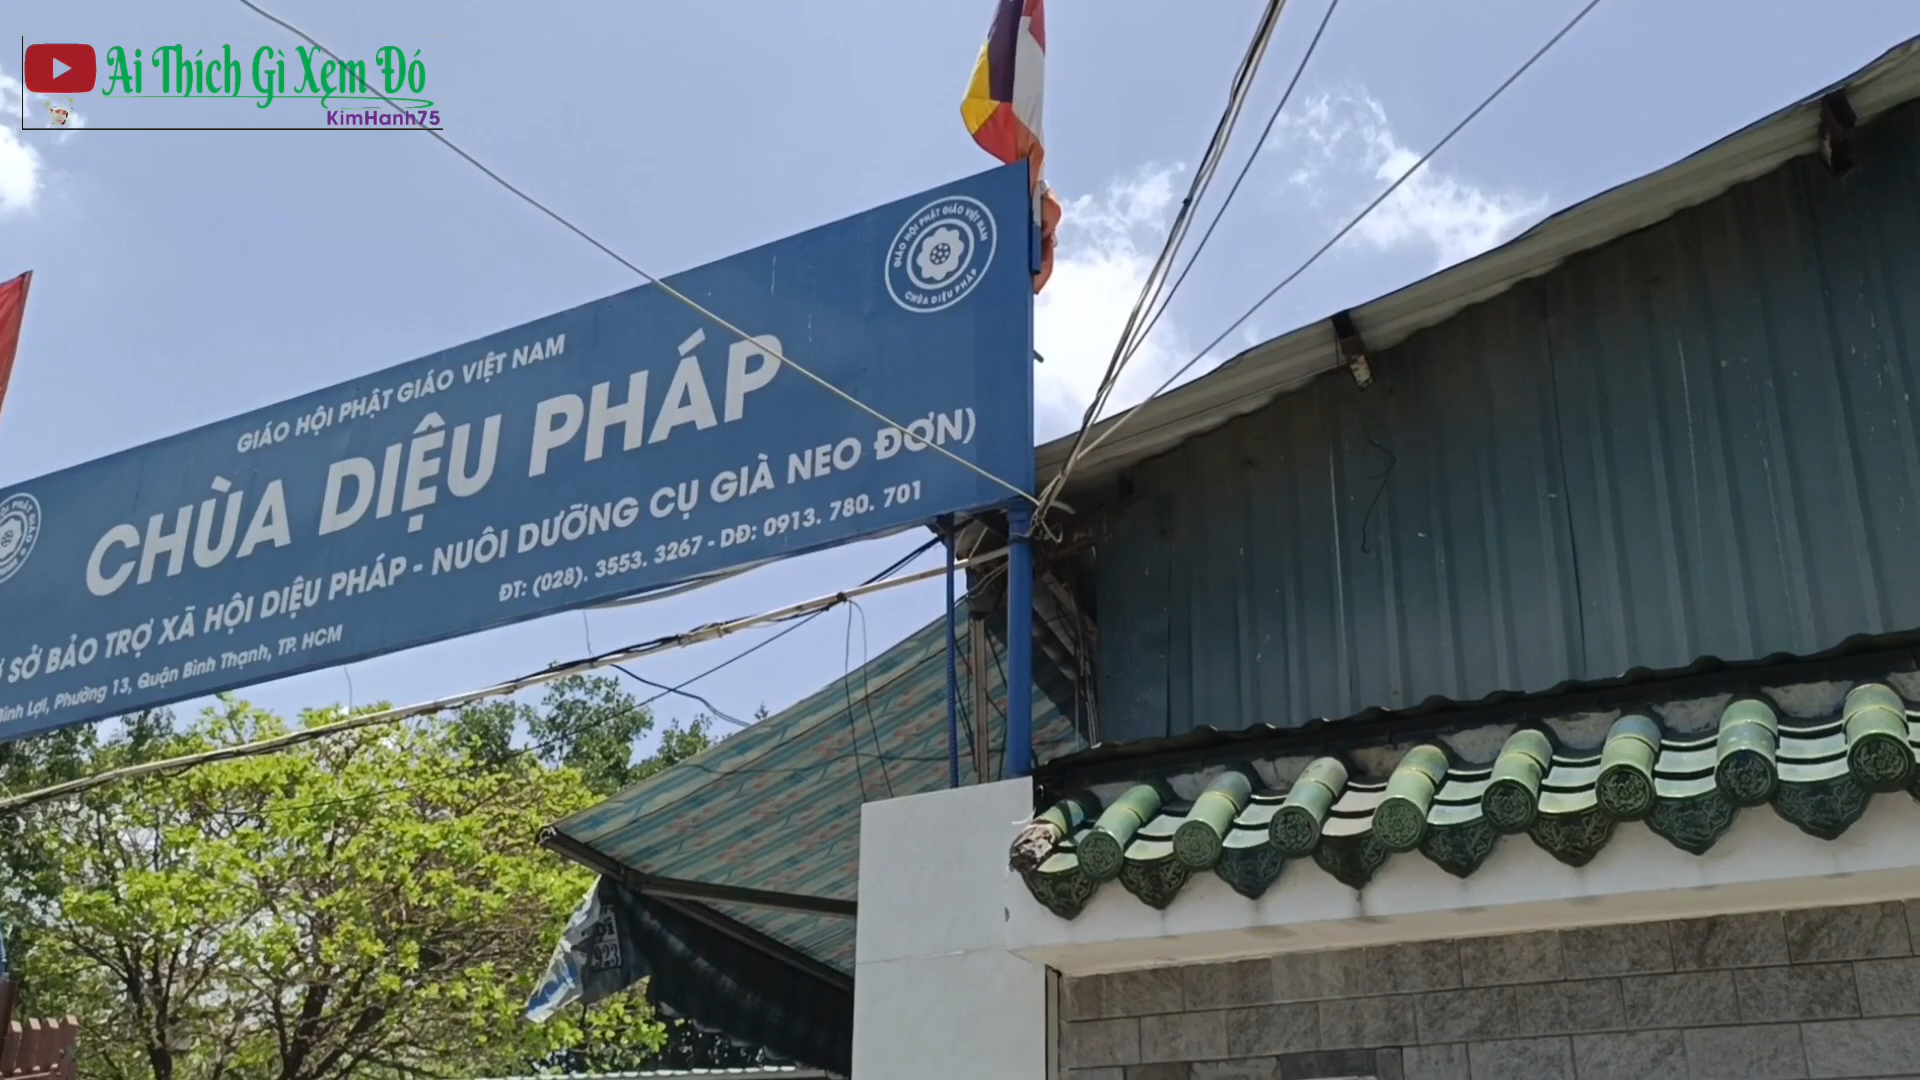 Ai Thích Gì Xem Đó
KimHanh75
GIÁO HỘI PHẬT GIÁO VIỆT NAM
CHÙA DIỆU PHÁP
GIÁO HỘI PHẬT GIÁO VIỆT NAM
CHÙA DIỆU PHÁP
SỞ BẢO TRỢ XÃ HỘI DIỆU PHÁP - NUÔI DƯỠNG CỤ GIÀ NEO ĐƠN)
Bình Lợi, Phường 13, Quận Bình Thạnh, TP. HCM
ĐT: (028). 3553. 3267 - DĐ: 0913. 780. 701